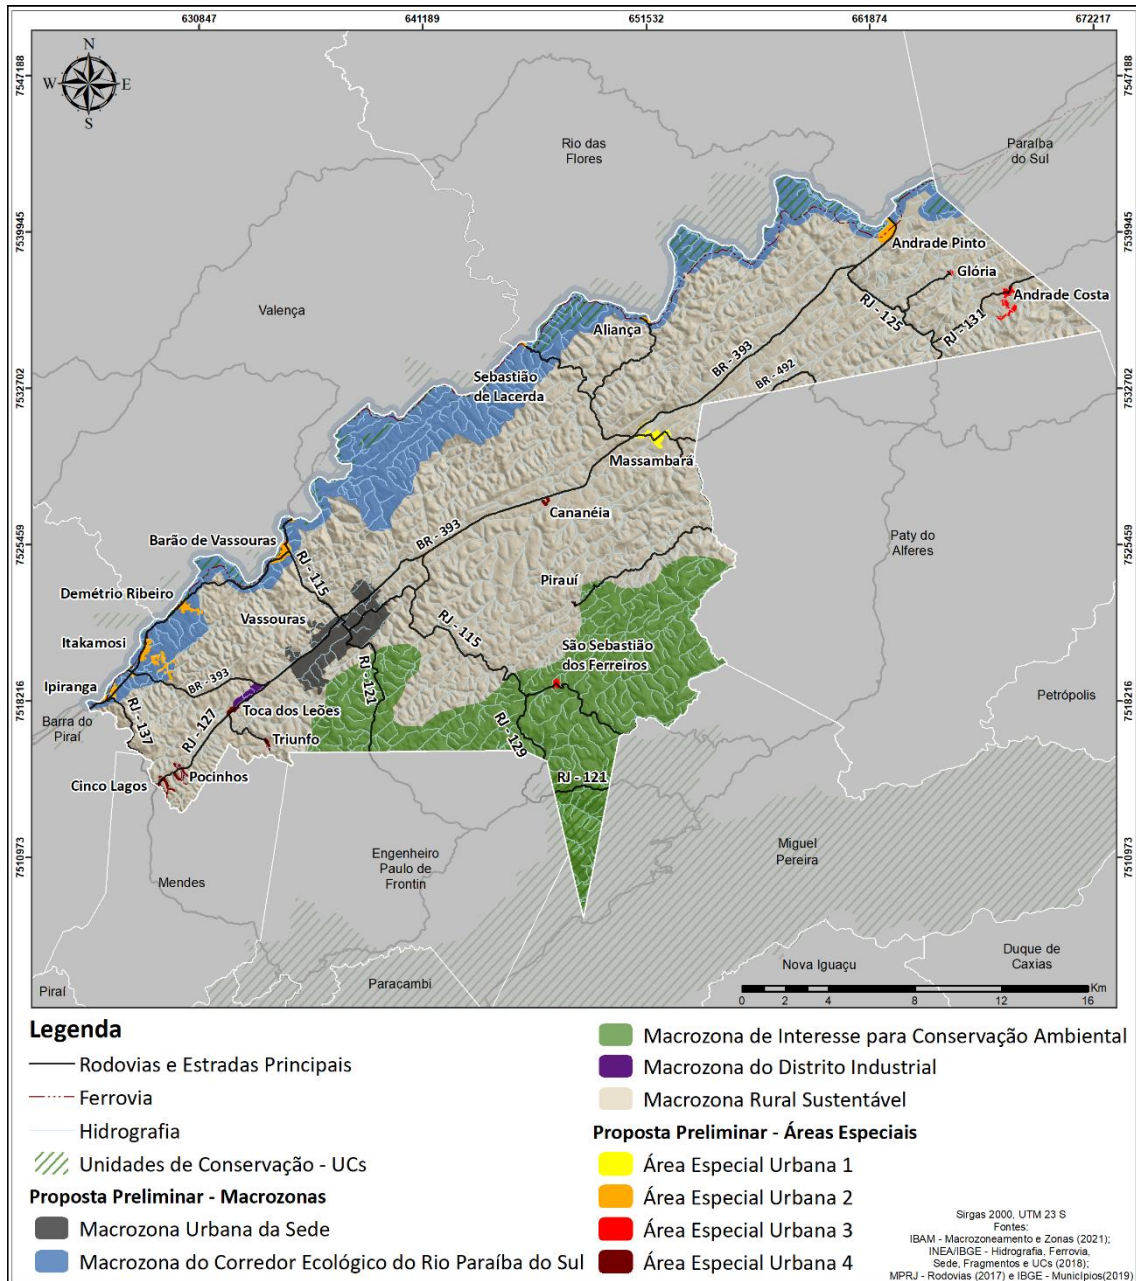 630847
641189
651532
661874
672217
7547188
7547188
N
W
E
S
Rio das
Flores
Paraíba
do Sul
7539945
7539945
Andrade Pinto
Glória
Andrade Costa
Valença
Aliança
RJ - 125
RJ - 131
BR - 393
BR - 492
Sebastião
de Lacerda
7532702
7532702
Massambará
Cananéia
BR - 393
Barão de Vassouras
7525459
7525459
Paty do
Alferes
RJ - 115
Demétrio Ribeiro
Pirauí
Vassouras
Itakamosi
RJ - 115
São Sebastião
dos Ferreiros
RJ - 121
BR - 393
Ipiranga
7518216
7518216
Petrópolis
Toca dos Leões
Barra do
Piraí
RJ - 137
RJ - 127
Triunfo
RJ - 129
Pocinhos
Cinco Lagos
RJ - 121
Miguel
Pereira
Engenheiro
Paulo de
Frontin
7510973
7510973
Mendes
Duque de
Caxias
Nova Iguaçu
Paracambi
Piraí
Km
0 2 4 8 12 16
Legenda
Rodovias e Estradas Principais
Ferrovia
Hidrografia
Unidades de Conservação - UCs
Proposta Preliminar - Macrozonas
Macrozona Urbana da Sede
Macrozona do Corredor Ecológico do Rio Paraíba do Sul
Macrozona de Interesse para Conservação Ambiental
Macrozona do Distrito Industrial
Macrozona Rural Sustentável
Proposta Preliminar - Áreas Especiais
Área Especial Urbana 1
Área Especial Urbana 2
Área Especial Urbana 3
Área Especial Urbana 4
Sirgas 2000, UTM 23 S
Fontes:
IBAM - Macrozoneamento e Zonas (2021);
INEA/IBGE - Hidrografia, Ferrovia,
Sede, Fragmentos e UCs (2018);
MPRJ - Rodovias (2017) e IBGE - Municípios(2019)